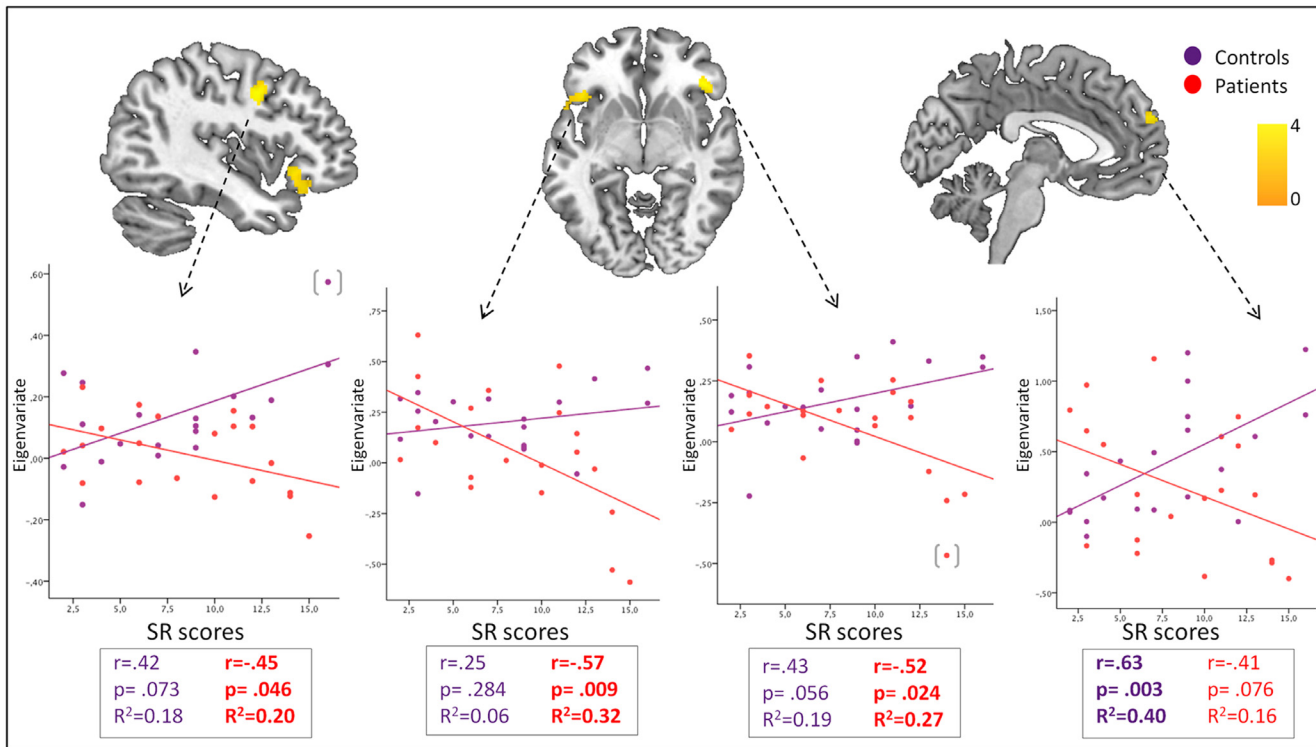 Controls
Patients
4
0
Eigenvariate
,60
,40
,20
,00
-,20
-,40
2,5 5,0 7,5 10,0 12,5 15,0
SR scores
r=.42 r=-.45
p= .073 p= .046
R²=0.18 R²=0.20
Eigenvariate
,75
,50
,25
,00
-,25
-,50
2,5 5,0 7,5 10,0 12,5 15,0
SR scores
r=.25 r=-.57
p= .284 p= .009
R²=0.06 R²=0.32
Eigenvariate
,50
,25
,00
-,25
-,50
2,5 5,0 7,5 10,0 12,5 15,0
SR scores
r=.43 r=-.52
p= .056 p= .024
R²=0.19 R²=0.27
Eigenvariate
1,50
1,00
,50
,00
-,50
2,5 5,0 7,5 10,0 12,5 15,0
SR scores
r=.63 r=-.41
p= .003 p= .076
R²=0.40 R²=0.16